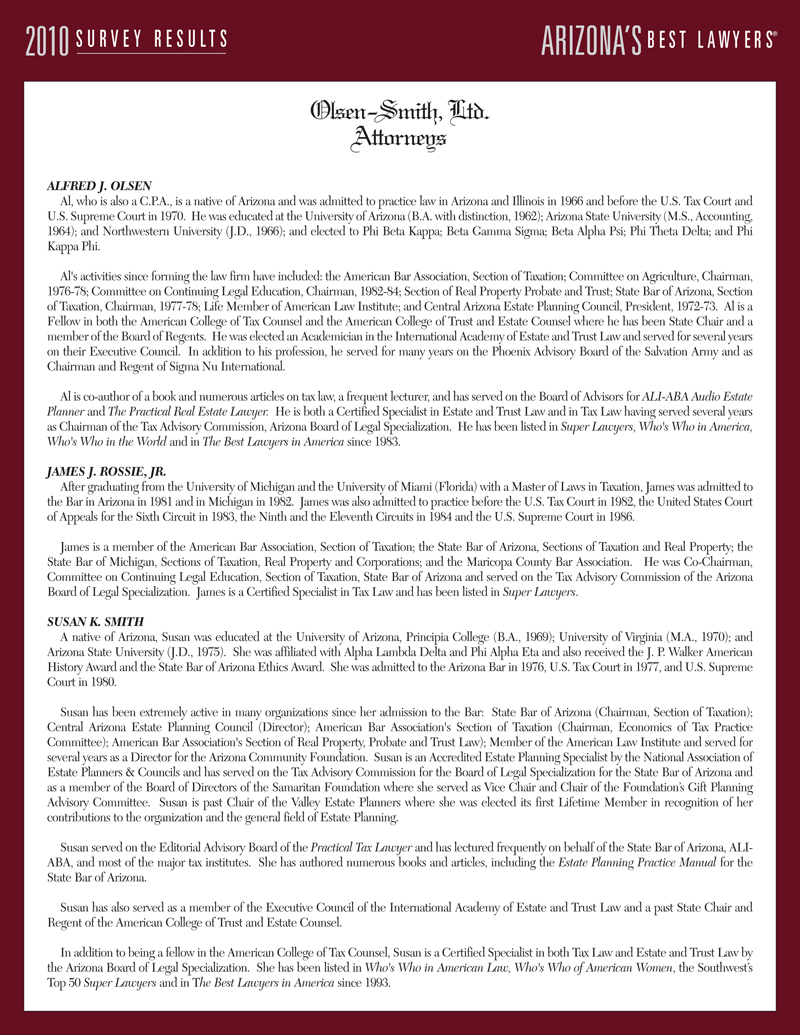 2010 SURVEY RESULTS
ARIZONA'S BEST LAWYERS®
Olsen-Smith, Ltd.
Attorneys
ALFRED J. OLSEN
Al, who is also a C.P.A., is a native of Arizona and was admitted to practice law in Arizona and Illinois in 1966 and before the U.S. Tax Court and
U.S. Supreme Court in 1970. He was educated at the University of Arizona (B.A. with distinction, 1962); Arizona State University (M.S., Accounting,
1964); and Northwestern University (J.D., 1966); and elected to Phi Beta Kappa; Beta Gamma Sigma; Beta Alpha Psi; Phi Theta Delta; and Phi
Kappa Phi.
Al's activities since forming the law firm have included: the American Bar Association, Section of Taxation; Committee on Agriculture, Chairman,
1976-78; Committee on Continuing Legal Education, Chairman, 1982-84; Section of Real Property Probate and Trust; State Bar of Arizona, Section
of Taxation, Chairman, 1977-78; Life Member of American Law Institute; and Central Arizona Estate Planning Council, President, 1972-73. Al is a
Fellow in both the American College of Tax Counsel and the American College of Trust and Estate Counsel where he has been State Chair and a
member of the Board of Regents. He was elected an Academician in the International Academy of Estate and Trust Law and served for several years
on their Executive Council. In addition to his profession, he served for many years on the Phoenix Advisory Board of the Salvation Army and as
Chairman and Regent of Sigma Nu International.
Al is co-author of a book and numerous articles on tax law, a frequent lecturer, and has served on the Board of Advisors for ALI-ABA Audio Estate
Planner and The Practical Real Estate Lawyer. He is both a Certified Specialist in Estate and Trust Law and in Tax Law having served several years
as Chairman of the Tax Advisory Commission, Arizona Board of Legal Specialization. He has been listed in Super Lawyers, Who's Who in America,
Who's Who in the World and in The Best Lawyers in America since 1983.
JAMES J. ROSSIE, JR.
After graduating from the University of Michigan and the University of Miami (Florida) with a Master of Laws in Taxation, James was admitted to
the Bar in Arizona in 1981 and in Michigan in 1982. James was also admitted to practice before the U.S. Tax Court in 1982, the United States Court
of Appeals for the Sixth Circuit in 1983, the Ninth and the Eleventh Circuits in 1984 and the U.S. Supreme Court in 1986.
James is a member of the American Bar Association, Section of Taxation; the State Bar of Arizona, Sections of Taxation and Real Property; the
State Bar of Michigan, Sections of Taxation, Real Property and Corporations; and the Maricopa County Bar Association. He was Co-Chairman,
Committee on Continuing Legal Education, Section of Taxation, State Bar of Arizona and served on the Tax Advisory Commission of the Arizona
Board of Legal Specialization. James is a Certified Specialist in Tax Law and has been listed in Super Lawyers.
SUSAN K. SMITH
A native of Arizona, Susan was educated at the University of Arizona, Principia College (B.A., 1969); University of Virginia (M.A., 1970); and
Arizona State University (J.D., 1975). She was affiliated with Alpha Lambda Delta and Phi Alpha Eta and also received the J. P. Walker American
History Award and the State Bar of Arizona Ethics Award. She was admitted to the Arizona Bar in 1976, U.S. Tax Court in 1977, and U.S. Supreme
Court in 1980.
Susan has been extremely active in many organizations since her admission to the Bar: State Bar of Arizona (Chairman, Section of Taxation);
Central Arizona Estate Planning Council (Director); American Bar Association's Section of Taxation (Chairman, Economics of Tax Practice
Committee); American Bar Association's Section of Real Property, Probate and Trust Law); Member of the American Law Institute and served for
several years as a Director for the Arizona Community Foundation. Susan is an Accredited Estate Planning Specialist by the National Association of
Estate Planners & Councils and has served on the Tax Advisory Commission for the Board of Legal Specialization for the State Bar of Arizona and
as a member of the Board of Directors of the Samaritan Foundation where she served as Vice Chair and Chair of the Foundation's Gift Planning
Advisory Committee. Susan is past Chair of the Valley Estate Planners where she was elected its first Lifetime Member in recognition of her
contributions to the organization and the general field of Estate Planning.
Susan served on the Editorial Advisory Board of the Practical Tax Lawyer and has lectured frequently on behalf of the State Bar of Arizona, ALI-
ABA, and most of the major tax institutes. She has authored numerous books and articles, including the Estate Planning Practice Manual for the
State Bar of Arizona.
Susan has also served as a member of the Executive Council of the International Academy of Estate and Trust Law and a past State Chair and
Regent of the American College of Trust and Estate Counsel.
In addition to being a fellow in the American College of Tax Counsel, Susan is a Certified Specialist in both Tax Law and Estate and Trust Law by
the Arizona Board of Legal Specialization. She has been listed in Who's Who in American Law, Who's Who of American Women, the Southwest's
Top 50 Super Lawyers and in The Best Lawyers in America since 1993.